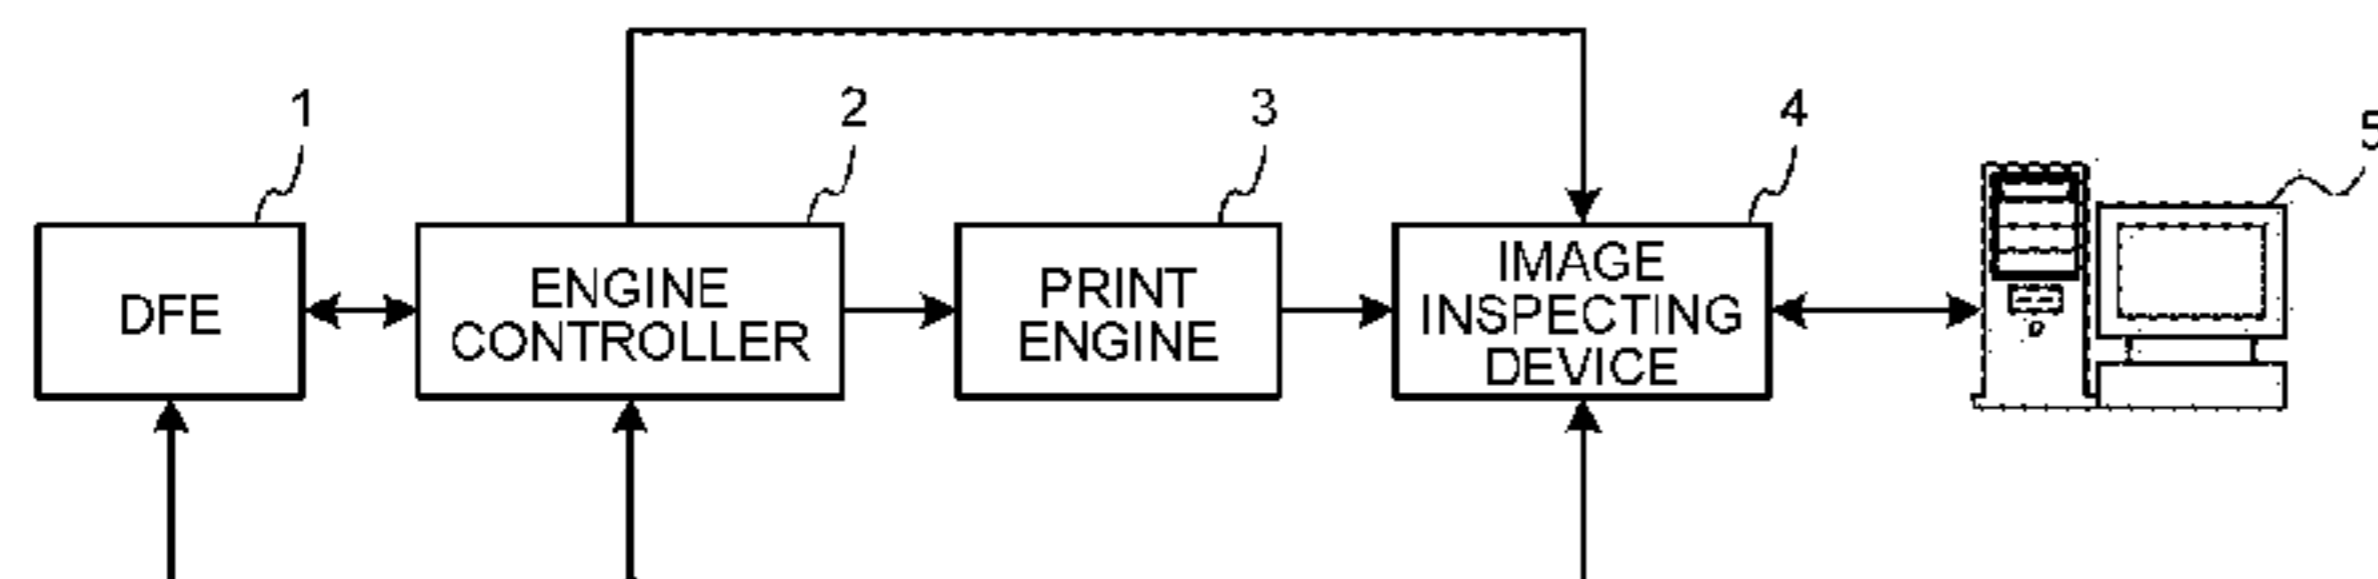 1
2
3
4
5
DFE
ENGINE
CONTROLLER
PRINT
ENGINE
IMAGE
INSPECTING
DEVICE